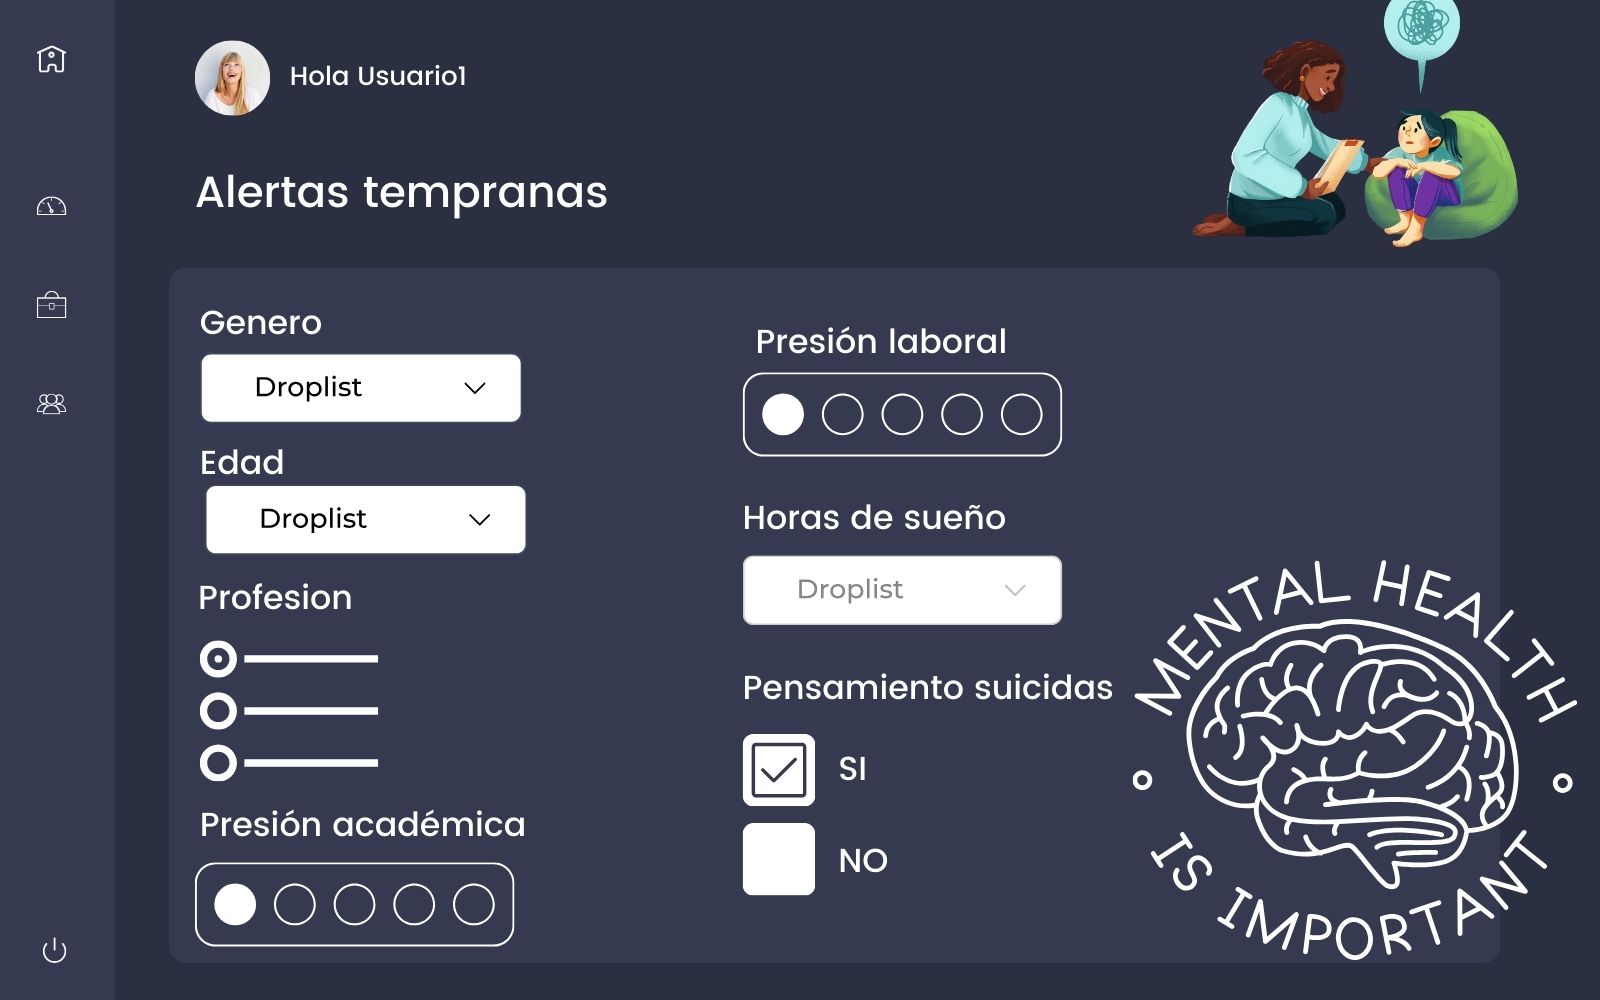 Hola Usuario1
Alertas tempranas
Genero
Droplist
Edad
Droplist
Profesion
Presión académica
Presión laboral
Horas de sueño
Droplist
Pensamiento suicidas
SI
NO
MENTAL HEALTH
IS IMPORTANT